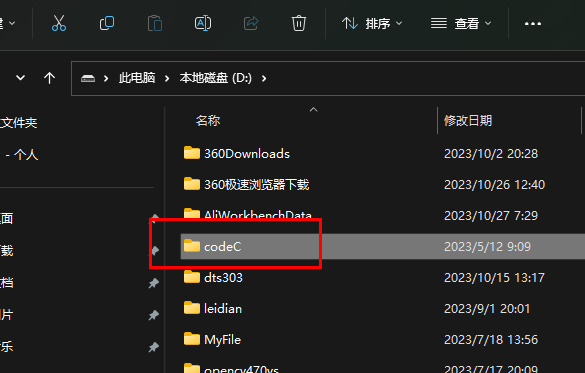 排序 查看
此电脑 本地磁盘 (D:)
文件夹
- 个人
名称 修改日期
360Downloads 2023/10/2 20:28
360极速浏览器下载 2023/10/26 12:40
AliWorkbenchData 2023/10/27 7:29
codeC 2023/5/12 9:09
dts303 2023/10/15 13:17
leidian 2023/9/1 20:01
MyFile 2023/7/18 13:56
opencv470vs 2023/7/17 20:09
面
载
档
片
乐